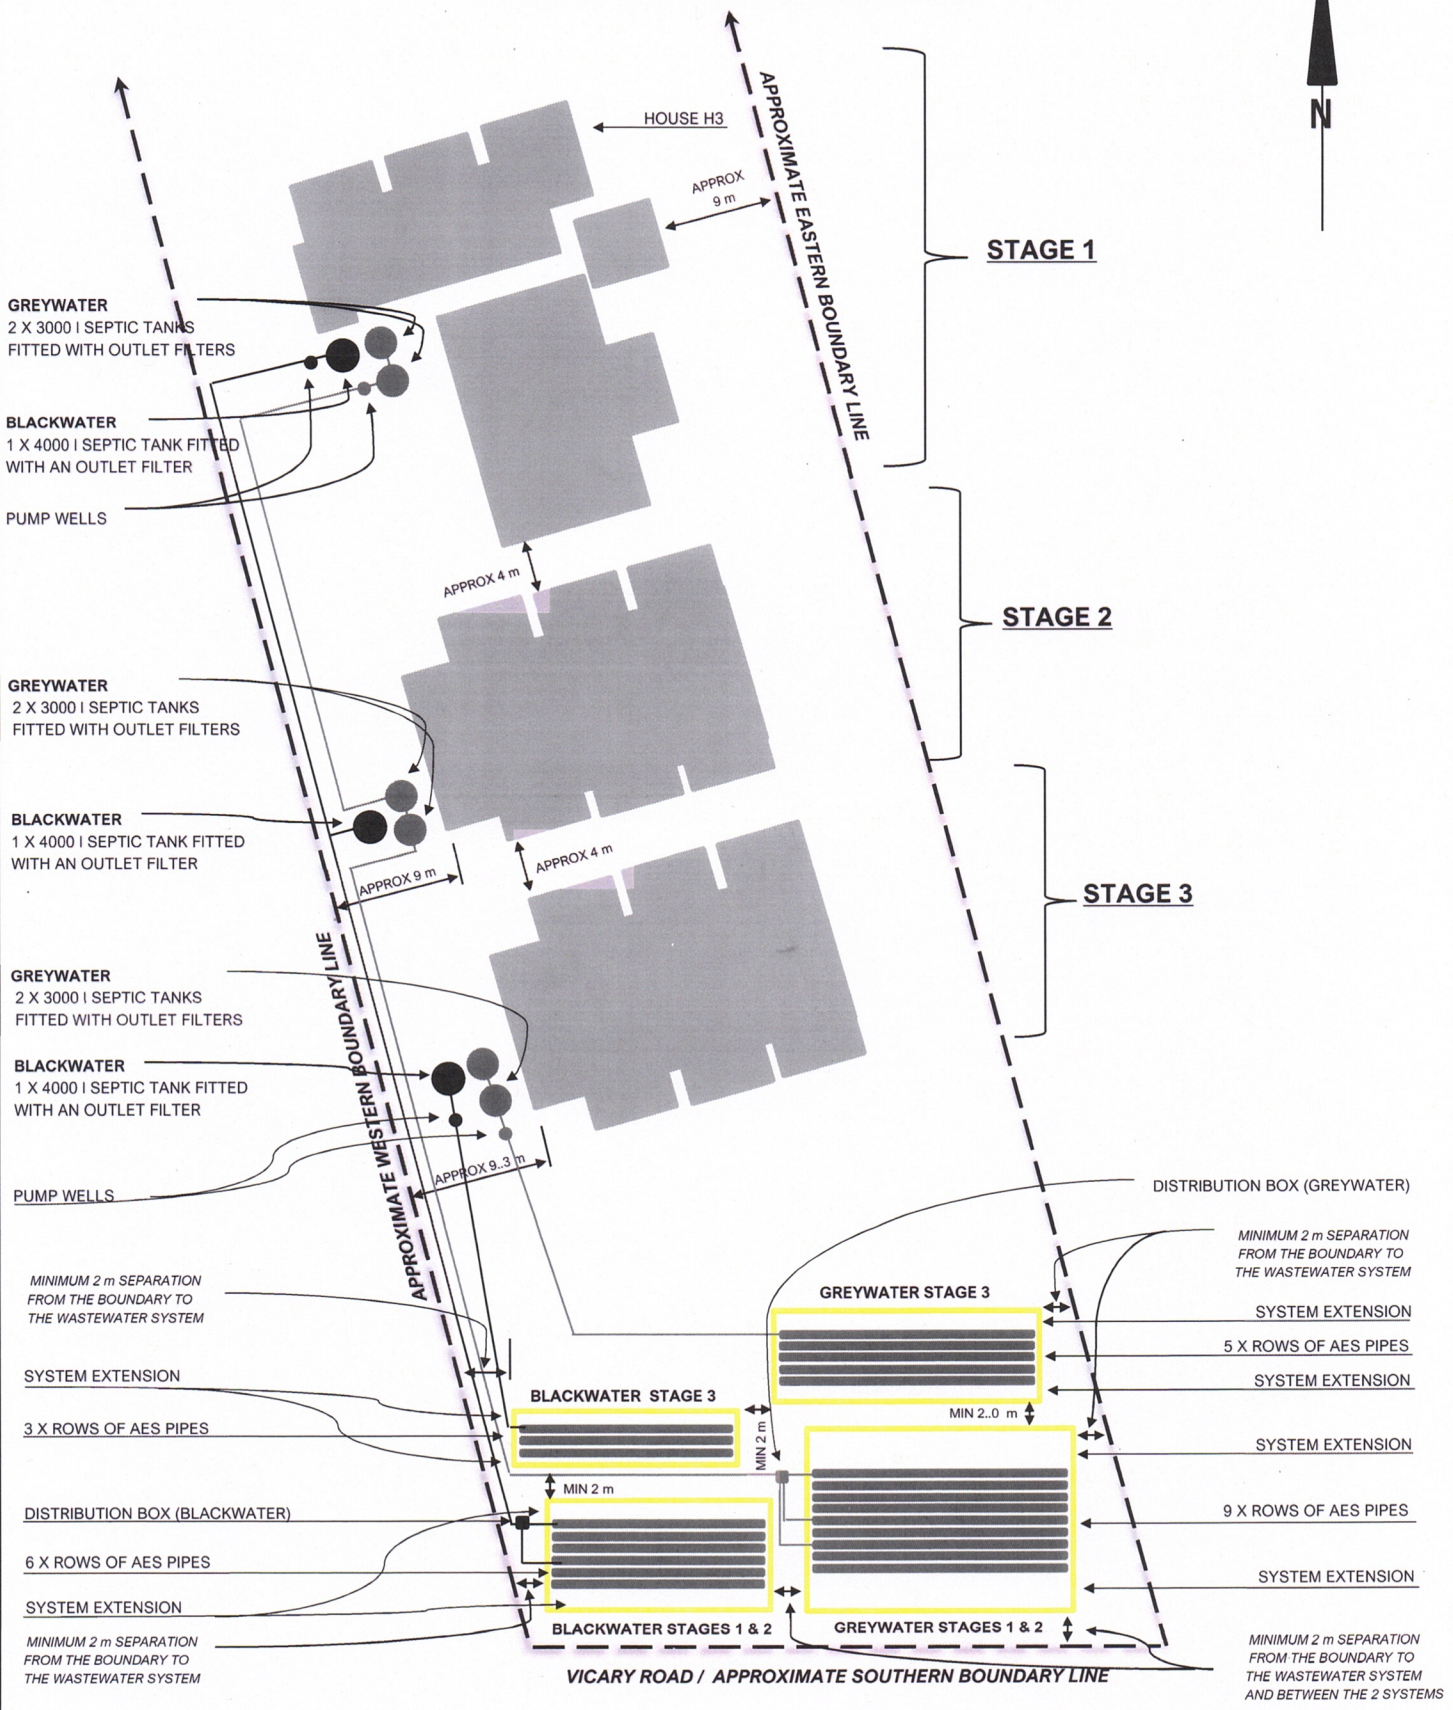 N
HOUSE H3
APPROX
9 m
APPROXIMATE EASTERN BOUNDARY LINE
STAGE 1
GREYWATER
2 X 3000 l SEPTIC TANKS
FITTED WITH OUTLET FILTERS
BLACKWATER
1 X 4000 l SEPTIC TANK FITTED
WITH AN OUTLET FILTER
PUMP WELLS
APPROX 4 m
STAGE 2
GREYWATER
2 X 3000 l SEPTIC TANKS
FITTED WITH OUTLET FILTERS
BLACKWATER
1 X 4000 l SEPTIC TANK FITTED
WITH AN OUTLET FILTER
APPROX 4 m
APPROX 9 m
STAGE 3
APPROXIMATE WESTERN BOUNDARY LINE
GREYWATER
2 X 3000 l SEPTIC TANKS
FITTED WITH OUTLET FILTERS
BLACKWATER
1 X 4000 l SEPTIC TANK FITTED
WITH AN OUTLET FILTER
APPROX 9..3 m
PUMP WELLS
DISTRIBUTION BOX (GREYWATER)
MINIMUM 2 m SEPARATION
FROM THE BOUNDARY TO
THE WASTEWATER SYSTEM
MINIMUM 2 m SEPARATION
FROM THE BOUNDARY TO
THE WASTEWATER SYSTEM
GREYWATER STAGE 3
SYSTEM EXTENSION
5 X ROWS OF AES PIPES
SYSTEM EXTENSION
SYSTEM EXTENSION
BLACKWATER STAGE 3
MIN 2..0 m
3 X ROWS OF AES PIPES
MIN 2 m
SYSTEM EXTENSION
MIN 2 m
DISTRIBUTION BOX (BLACKWATER)
9 X ROWS OF AES PIPES
6 X ROWS OF AES PIPES
SYSTEM EXTENSION
SYSTEM EXTENSION
BLACKWATER STAGES 1 & 2
GREYWATER STAGES 1 & 2
MINIMUM 2 m SEPARATION
FROM THE BOUNDARY TO
THE WASTEWATER SYSTEM
MINIMUM 2 m SEPARATION
FROM THE BOUNDARY TO
THE WASTEWATER SYSTEM
AND BETWEEN THE 2 SYSTEMS
VICARY ROAD / APPROXIMATE SOUTHERN BOUNDARY LINE